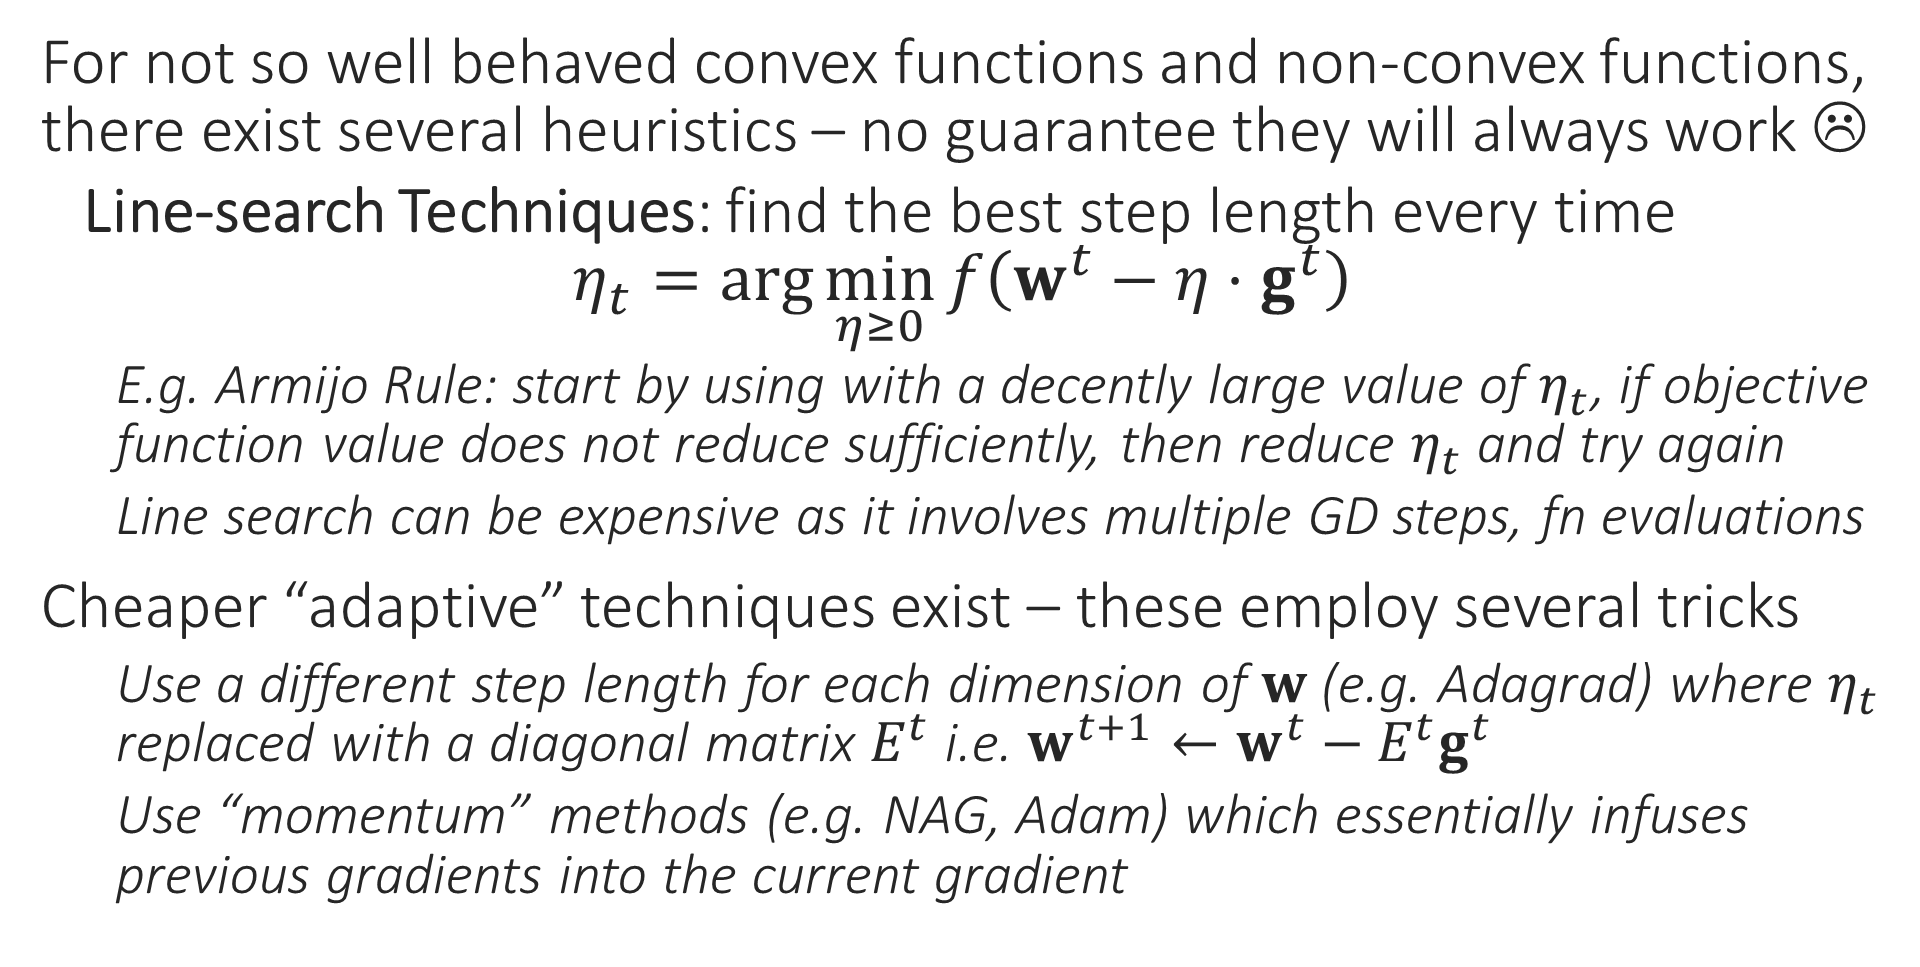 For not so well behaved convex functions and non-convex functions,
there exist several heuristics – no guarantee they will always work ☹
Line-search Techniques: find the best step length every time
η_t = arg min_{η≥0} f(𝐰^t − η · 𝐠^t)
E.g. Armijo Rule: start by using with a decently large value of η_t, if objective
function value does not reduce sufficiently, then reduce η_t and try again
Line search can be expensive as it involves multiple GD steps, fn evaluations
Cheaper “adaptive” techniques exist – these employ several tricks
Use a different step length for each dimension of 𝐰 (e.g. Adagrad) where η_t
replaced with a diagonal matrix E^t i.e. 𝐰^{t+1} ← 𝐰^t − E^t𝐠^t
Use “momentum” methods (e.g. NAG, Adam) which essentially infuses
previous gradients into the current gradient